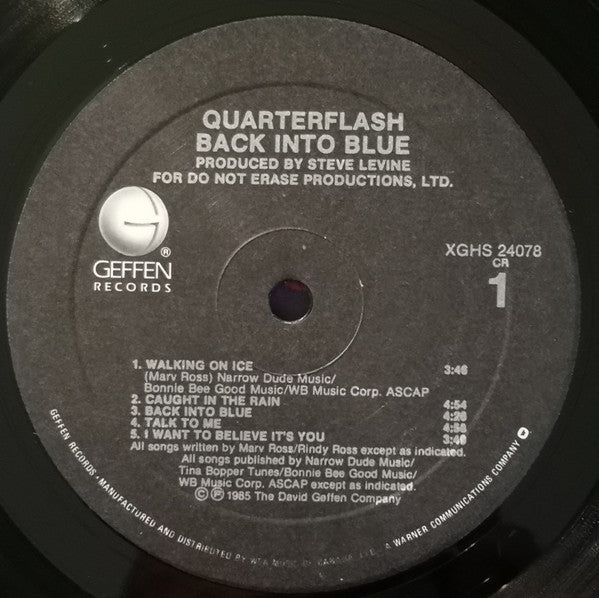 QUARTERFLASH
BACK INTO BLUE
PRODUCED BY STEVE LEVINE
FOR DO NOT ERASE PRODUCTIONS, LTD.
G
®
GEFFEN
RECORDS
XGHS 24078
CR
1
1. WALKING ON ICE 3:46
(Marv Ross) Narrow Dude Music/
Bonnie Bee Good Music/WB Music Corp. ASCAP
2. CAUGHT IN THE RAIN 4:54
3. BACK INTO BLUE 4:20
4. TALK TO ME 4:58
5. I WANT TO BELIEVE IT'S YOU 3:40
All songs written by Marv Ross/Rindy Ross except as indicated.
All songs published by Narrow Dude Music/
Tina Bopper Tunes/Bonnie Bee Good Music/
WB Music Corp. ASCAP except as indicated.
© ℗ 1985 The David Geffen Company
GEFFEN RECORDS • MANUFACTURED AND DISTRIBUTED BY WEA MUSIC OF CANADA, LTD., A WARNER COMMUNICATIONS COMPANY